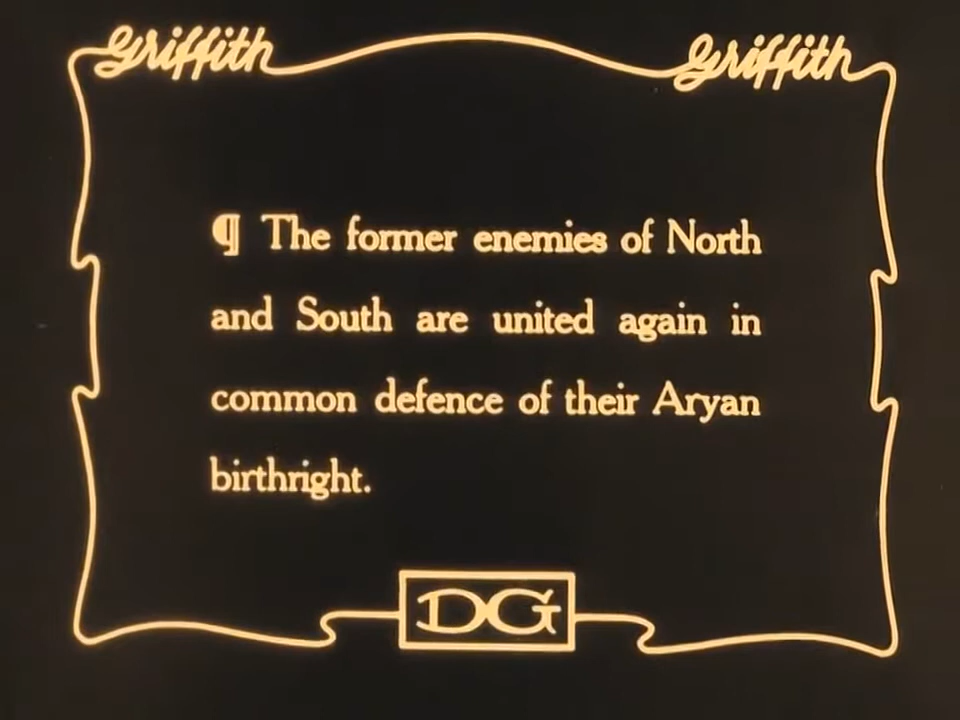 Griffith Griffith
¶ The former enemies of North
and South are united again in
common defence of their Aryan
birthright.
DG